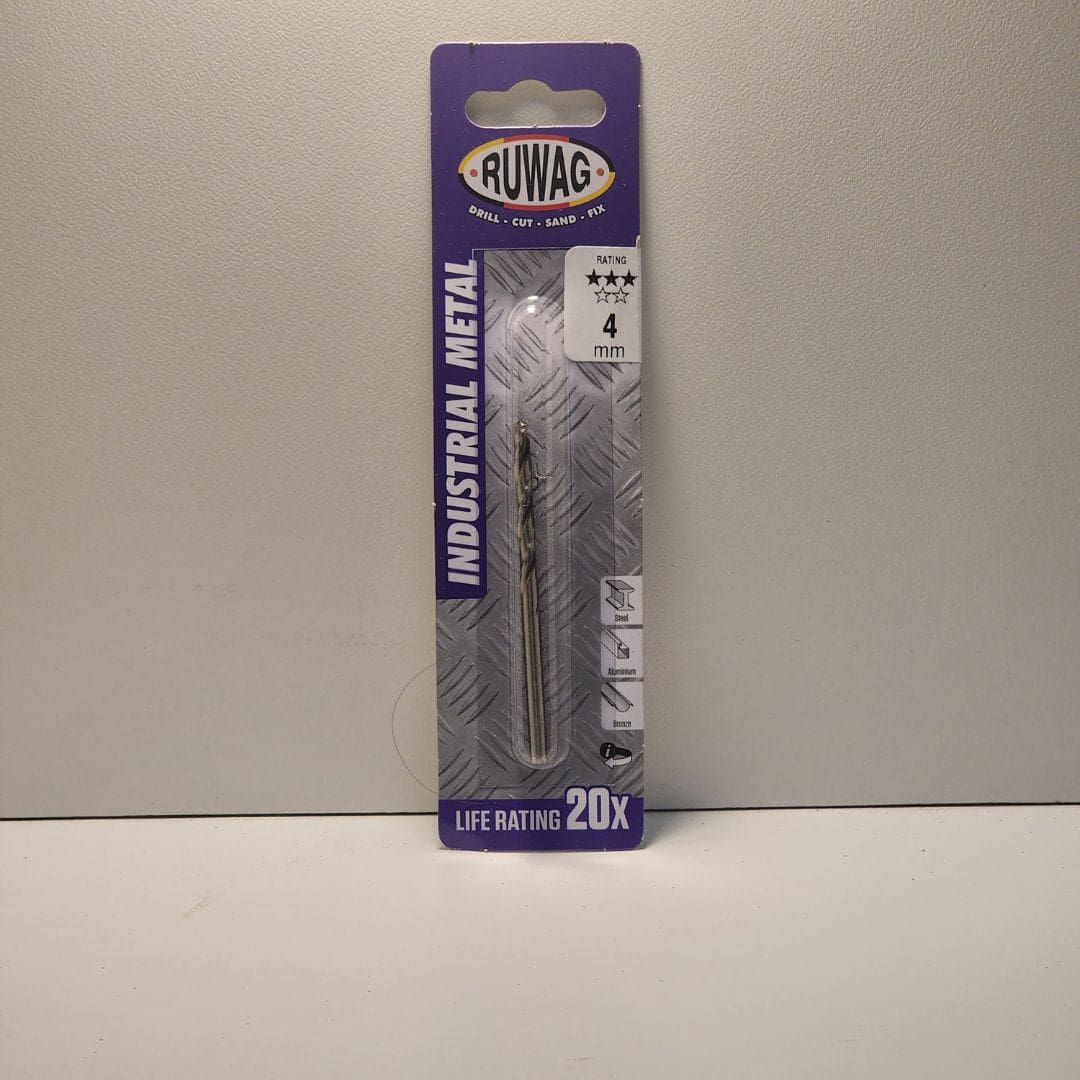 RUWAG
DRILL - CUT - SAND - FIX
INDUSTRIAL METAL
RATING
4
mm
Steel
Aluminium
Bronze
i
LIFE RATING 20X